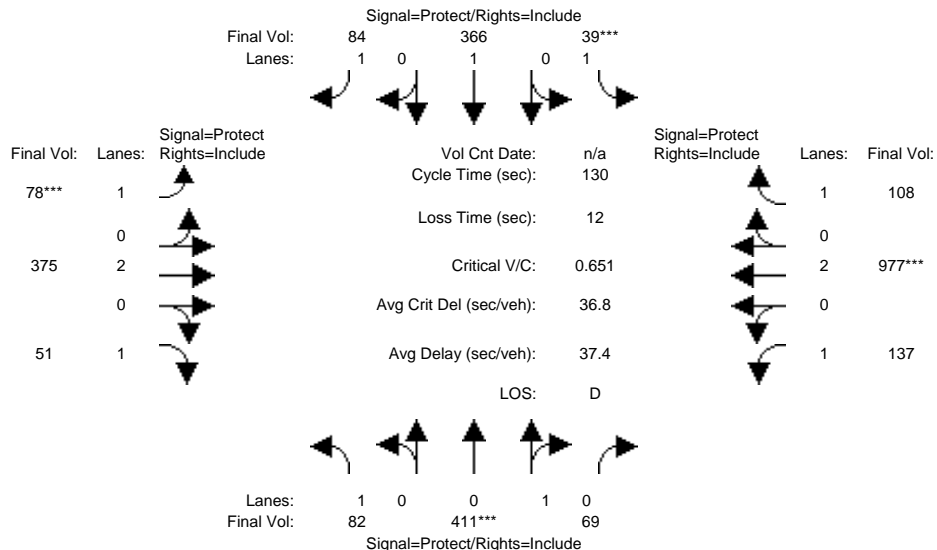 Signal=Protect/Rights=Include
Final Vol: 84 366 39***
Lanes: 1 0 1 0 1
Signal=Protect Signal=Protect
Final Vol: Lanes: Rights=Include Vol Cnt Date: n/a Rights=Include Lanes: Final Vol:
Cycle Time (sec): 130
78*** 1 1 108
Loss Time (sec): 12
0 0
375 2 Critical V/C: 0.651 2 977***
0 Avg Crit Del (sec/veh): 36.8 0
51 1 Avg Delay (sec/veh): 37.4 1 137
LOS: D
Lanes: 1 0 0 1 0
Final Vol: 82 411*** 69
Signal=Protect/Rights=Include